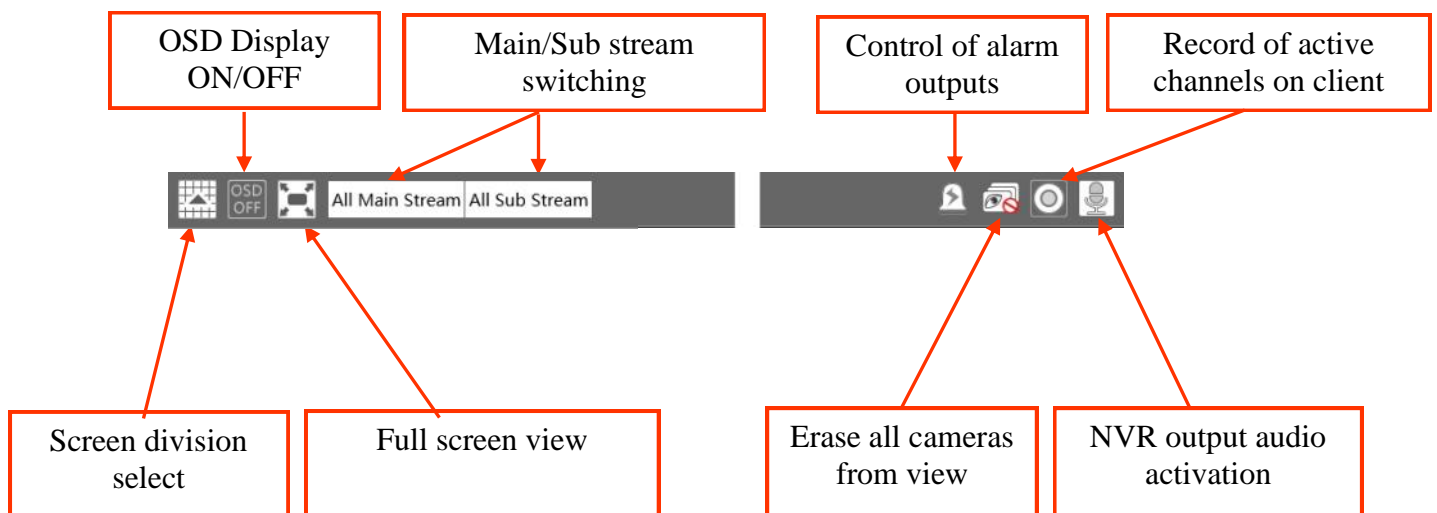 OSD Display
ON/OFF
Main/Sub stream
switching
Control of alarm
outputs
Record of active
channels on client
OSD
OFF
All Main Stream
All Sub Stream
Screen division
select
Full screen view
Erase all cameras
from view
NVR output audio
activation